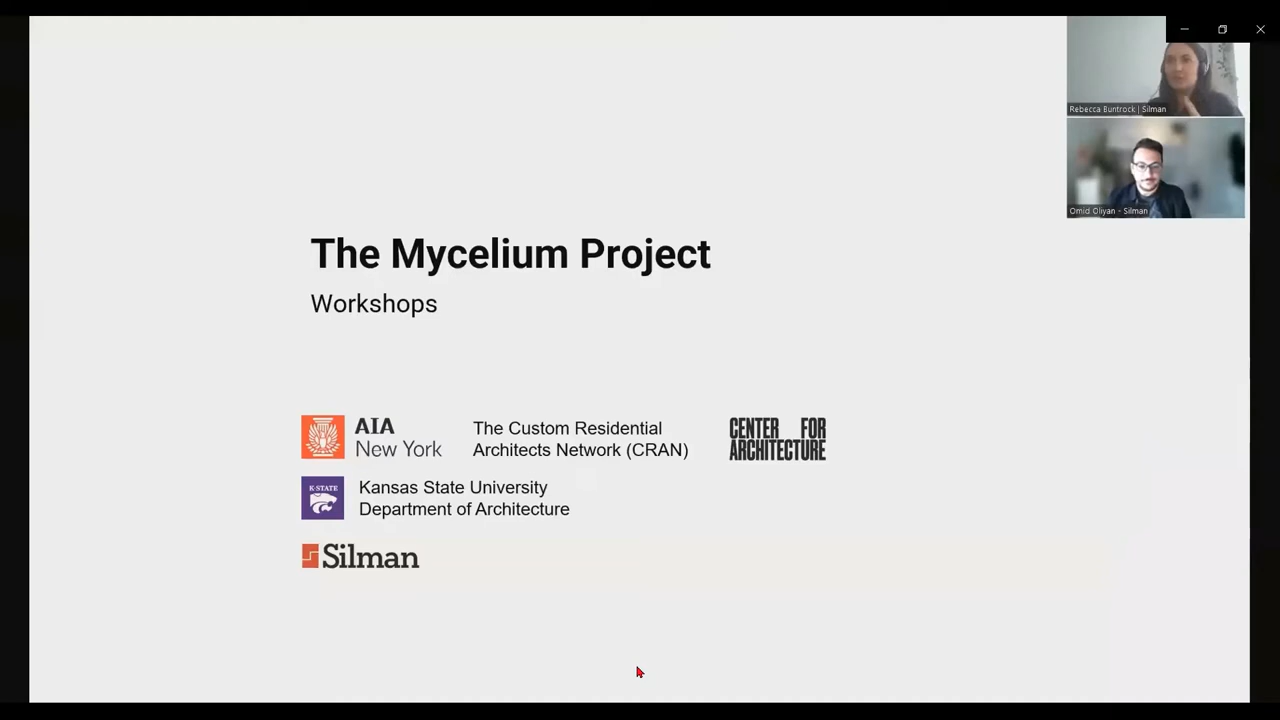 Rebecca Buntrock | Silman
Omid Oliyan - Silman
The Mycelium Project
Workshops
AIA
New York
The Custom Residential
Architects Network (CRAN)
CENTER FOR
ARCHITECTURE
K-STATE
Kansas State University
Department of Architecture
Silman